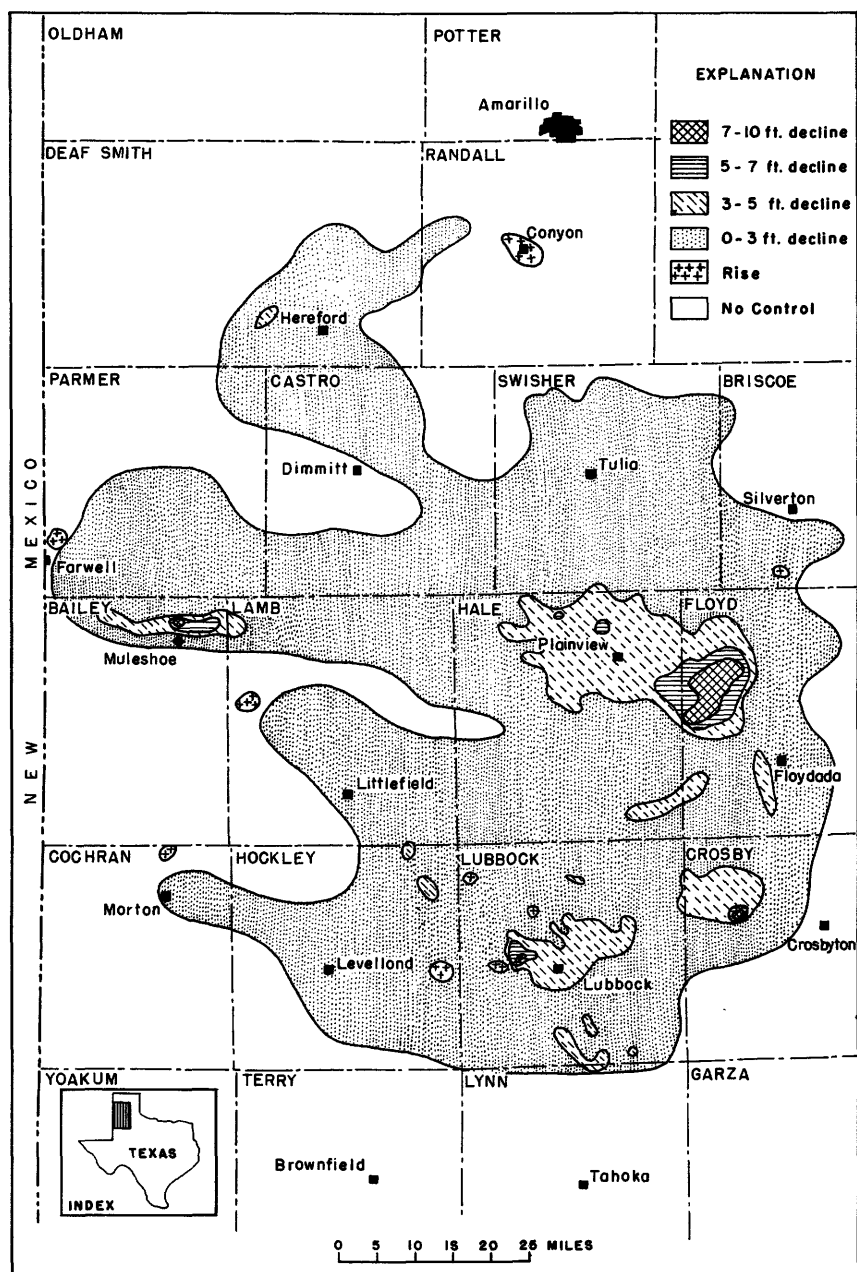 OLDHAM
POTTER
EXPLANATION
Amarillo
7-10 ft. decline
DEAF SMITH
RANDALL
5-7 ft. decline
3-5 ft. decline
Conyon
0-3 ft. decline
Rise
Hereford
No Control
PARMER
CASTRO
SWISHER
BRISCOE
Dimmitt
Tulia
Silverton
NEW MEXICO
Farwell
BAILEY
LAMB
HALE
FLOYD
Plainview
Muleshoe
Floydada
Littlefield
COCHRAN
HOCKLEY
LUBBOCK
CROSBY
Morton
Crosbyton
Levellond
Lubbock
YOAKUM
TERRY
LYNN
GARZA
TEXAS
INDEX
Brownfield
Tahoka
0 5 10 15 20 25 MILES